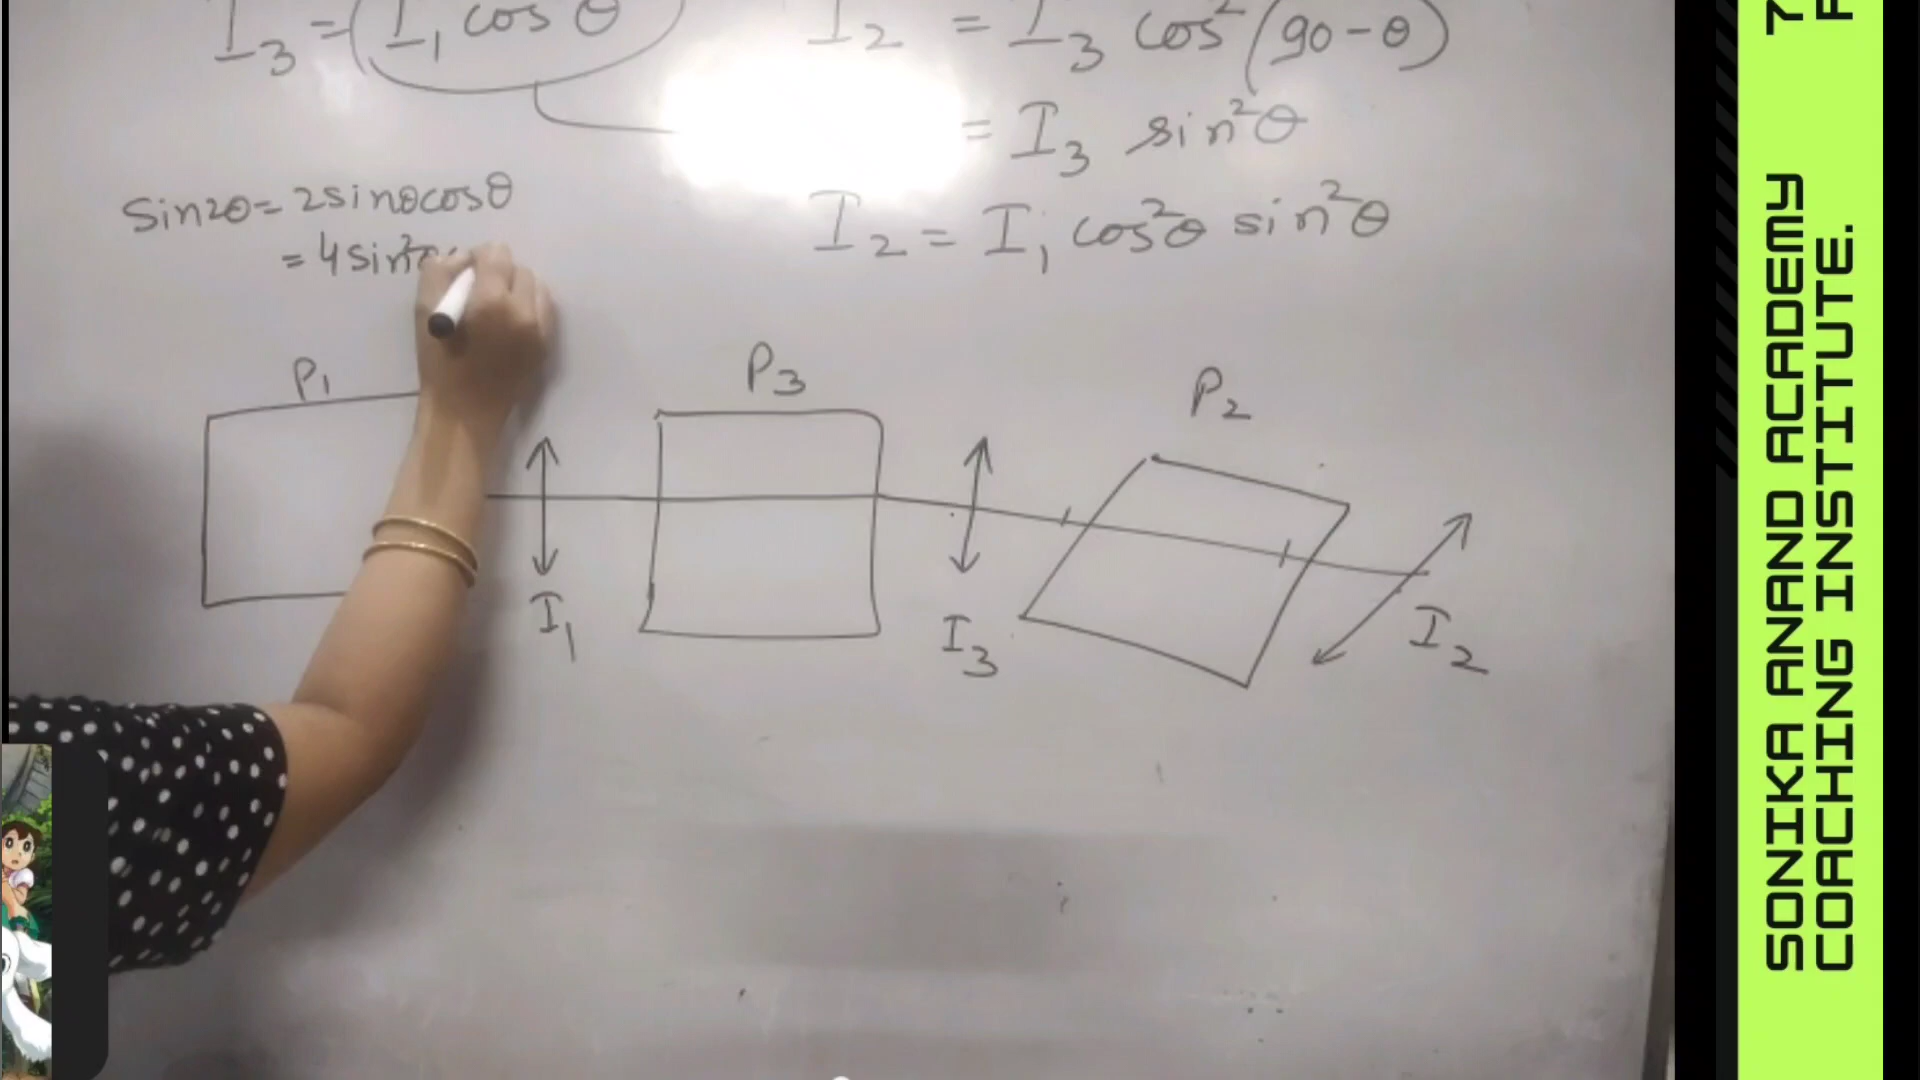 I₃ = I₁ cos θ
I₂ = I₃ cos²(90 - θ)
= I₃ sin²θ
I₂ = I₁ cos²θ sin²θ
Sin2θ = 2sinθcosθ
= 4sin²
P₁
P₃
P₂
I₁
I₃
I₂
SONIKA ANAND ACADEMY
COACHING INSTITUTE.